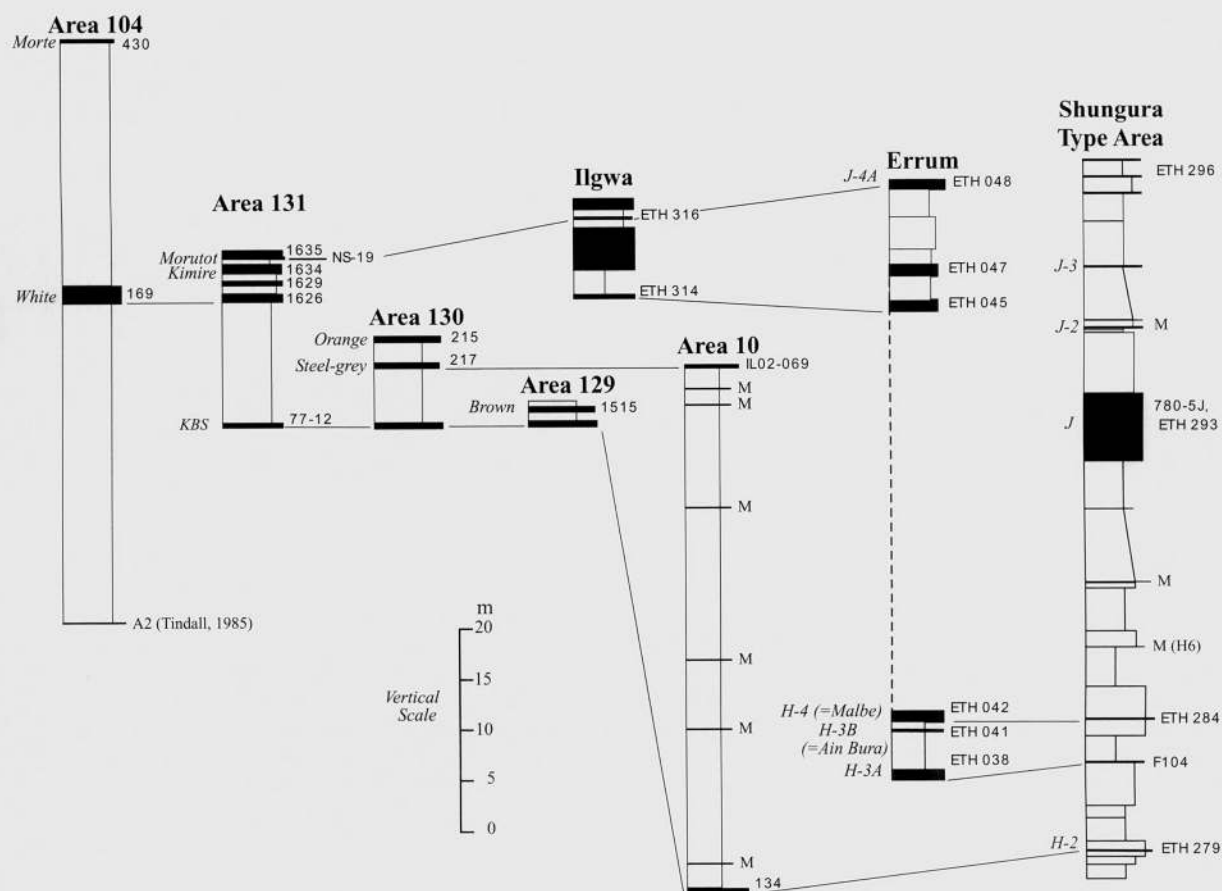 Area 104
Morte
430
White
169
A2 (Tindall, 1985)
Area 131
Morutot
1635
NS-19
Kimire
1634
1629
1626
KBS
77-12
Area 130
Orange
215
Steel-grey
217
Area 129
Brown
1515
m
20
15
10
5
0
Vertical
Scale
Ilgwa
ETH 316
ETH 314
Area 10
IL02-069
M
M
M
M
M
M
134
Errum
J-4A
ETH 048
ETH 047
ETH 045
H-4 (=Malbe)
ETH 042
H-3B
ETH 041
(=Ain Bura)
H-3A
ETH 038
Shungura
Type Area
ETH 296
J-3
J-2
M
J
780-5J,
ETH 293
M
M (H6)
ETH 284
F104
H-2
ETH 279